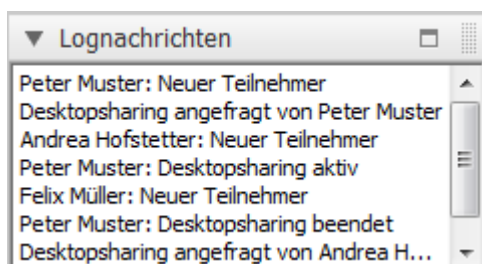 Lognachrichten
Peter Muster: Neuer Teilnehmer
Desktopsharing angefragt von Peter Muster
Andrea Hofstetter: Neuer Teilnehmer
Peter Muster: Desktopsharing aktiv
Felix Müller: Neuer Teilnehmer
Peter Muster: Desktopsharing beendet
Desktopsharing angefragt von Andrea H...